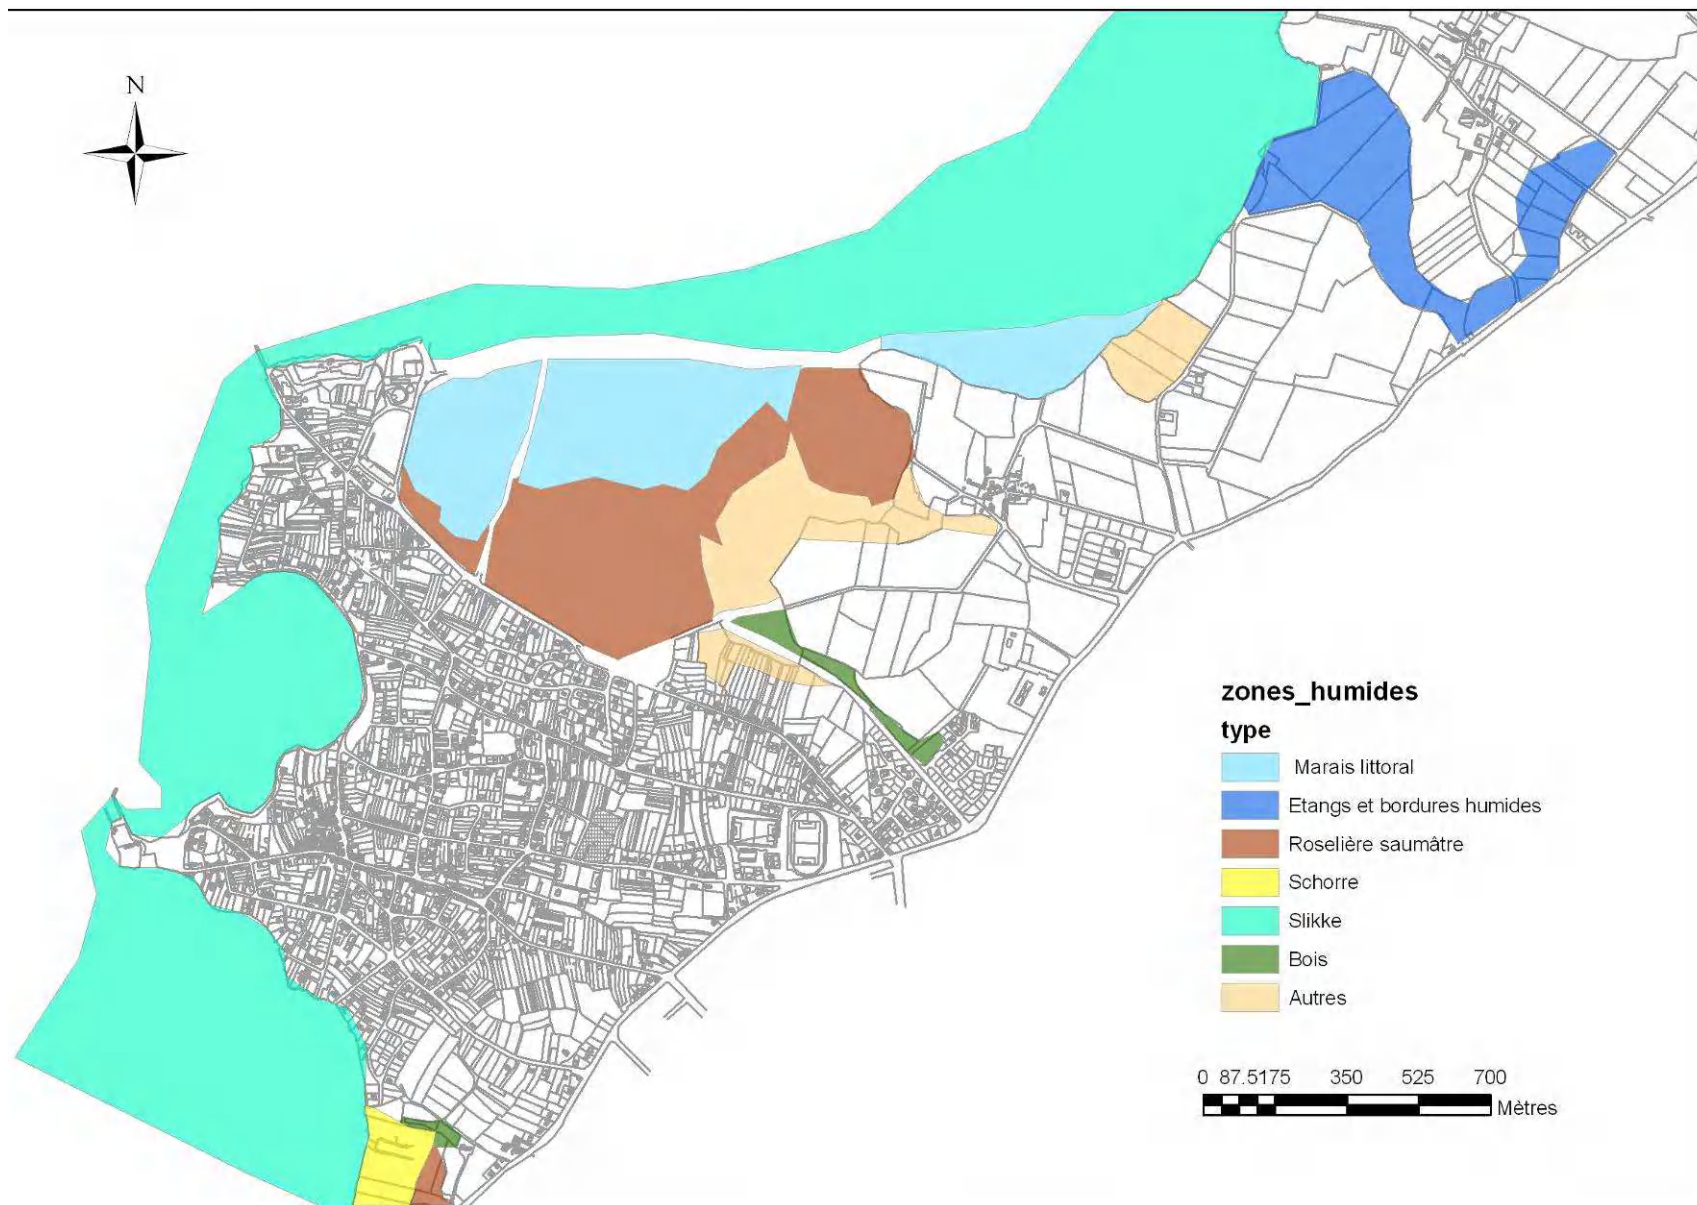 N
zones_humides
type
Marais littoral
Etangs et bordures humides
Roselière saumâtre
Schorre
Slikke
Bois
Autres
0 87.5175 350 525 700
Mètres